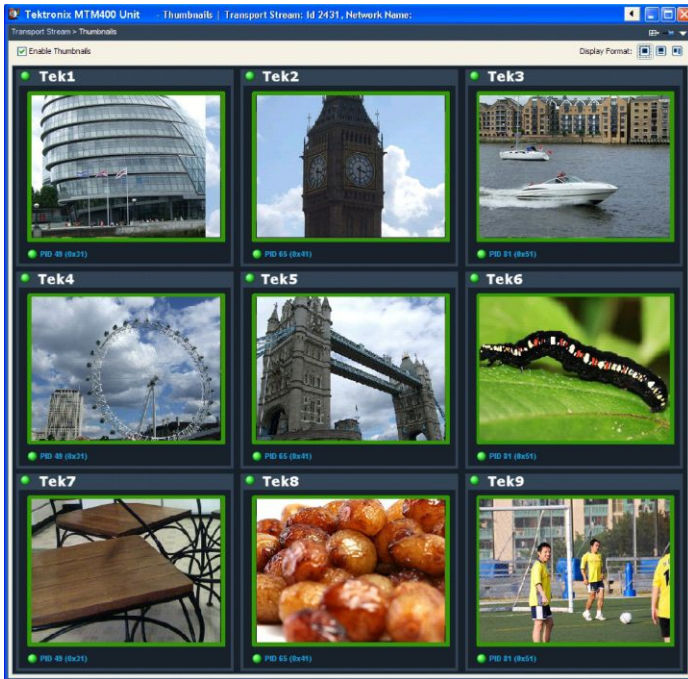 Tektronix MTM400 Unit - Thumbnails | Transport Stream: Id 2431, Network Name:
Transport Stream > Thumbnails
Enable Thumbnails
Display Format:
Tek1
Tek2
Tek3
PID 49 (0x31)
PID 65 (0x41)
PID 81 (0x51)
Tek4
Tek5
Tek6
PID 49 (0x31)
PID 65 (0x41)
PID 81 (0x51)
Tek7
Tek8
Tek9
PID 49 (0x31)
PID 65 (0x41)
PID 81 (0x51)